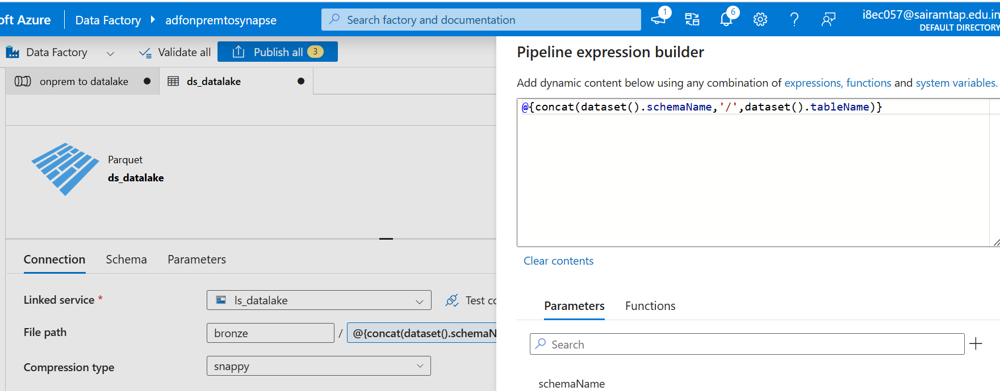 oft Azure
Data Factory
adfonpremtosynapse
Search factory and documentation
1
6
i8ec057@sairamtap.edu.in
DEFAULT DIRECTORY
Data Factory
Validate all
Publish all
3
onprem to datalake
ds_datalake
Parquet
ds_datalake
Connection
Schema
Parameters
Linked service *
ls_datalake
Test co
File path
bronze
/
@{concat(dataset().schemaN
Compression type
snappy
Pipeline expression builder
Add dynamic content below using any combination of expressions, functions and system variables.
@{concat(dataset().schemaName,'/',dataset().tableName)}
Clear contents
Parameters
Functions
Search
schemaName